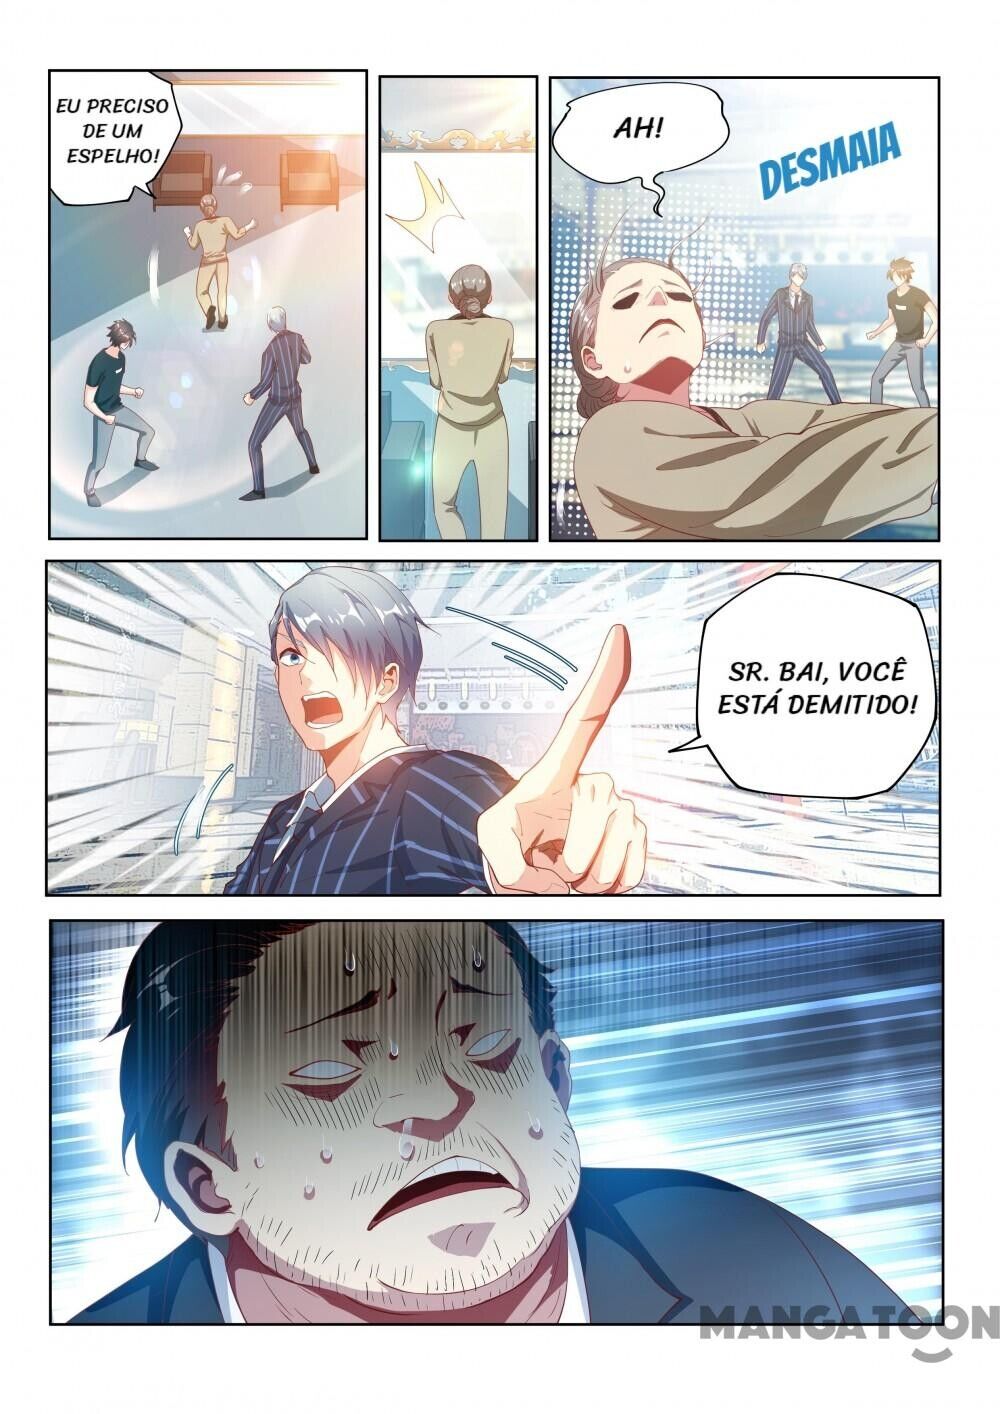 EU PRECISO
DE UM
ESPELHO!
AH!
DESMAIA
SR. BAI, VOCÊ
ESTÁ DEMITIDO!
MANGATOON